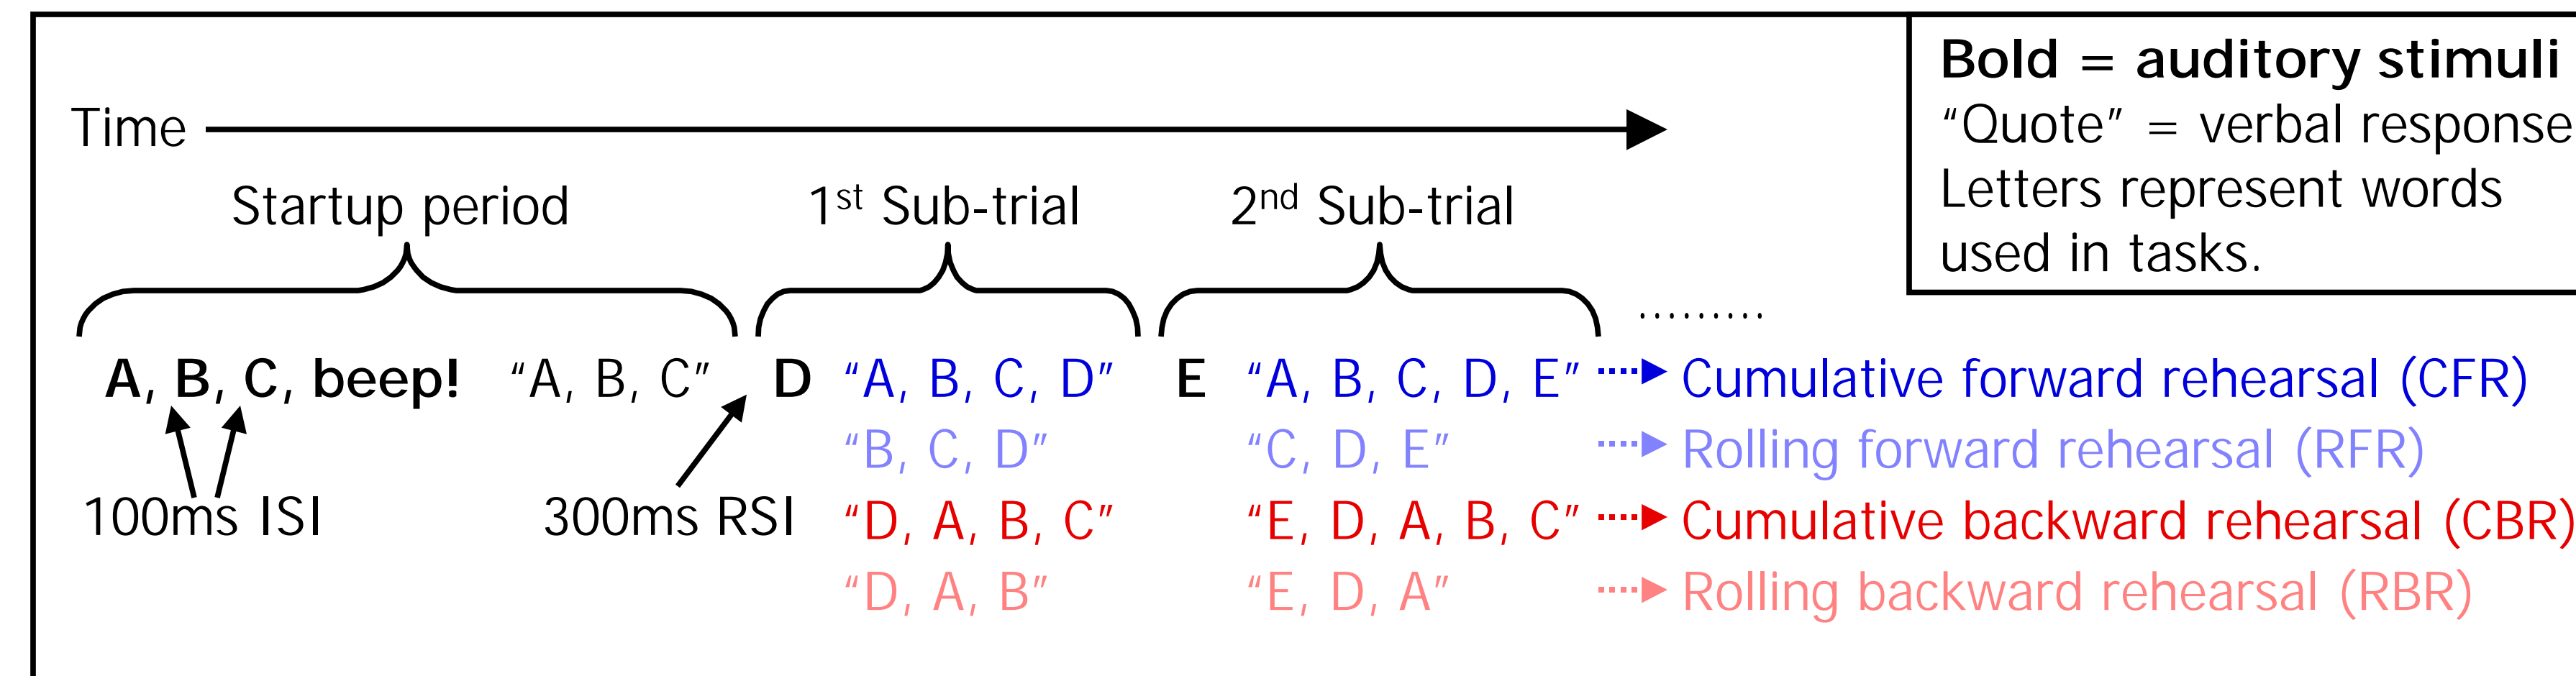 Bold = auditory stimuli
“Quote” = verbal response
Letters represent words
used in tasks.
Time
Startup period 1st Sub-trial 2nd Sub-trial
.........
A, B, C, beep! “A, B, C” D “A, B, C, D” E “A, B, C, D, E” Cumulative forward rehearsal (CFR)
“B, C, D” “C, D, E” Rolling forward rehearsal (RFR)
100ms ISI 300ms RSI “D, A, B, C” “E, D, A, B, C” Cumulative backward rehearsal (CBR)
“D, A, B” “E, D, A” Rolling backward rehearsal (RBR)